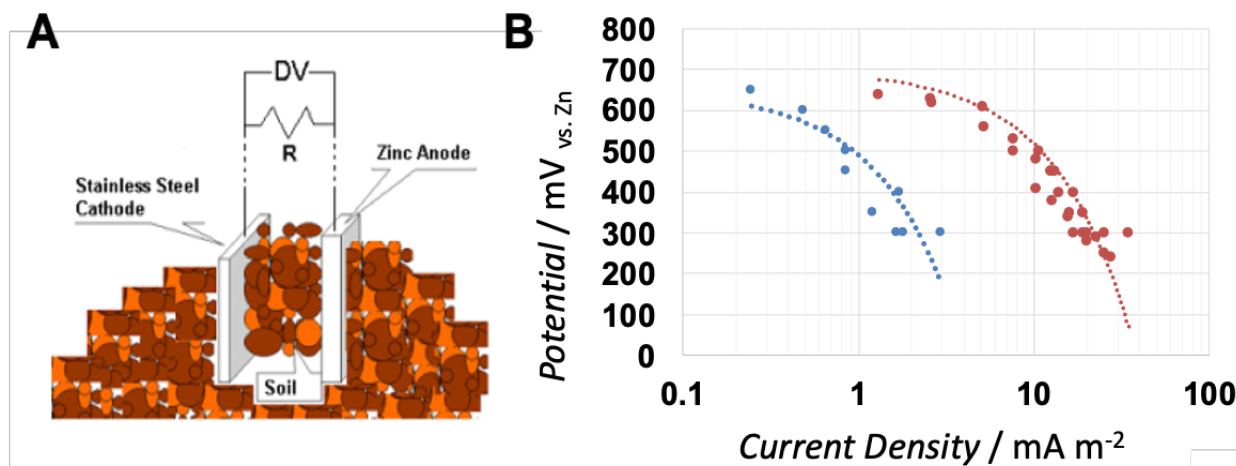 A
DV
R
Zinc Anode
Stainless Steel
Cathode
Soil
B
Potential / mV vs. Zn
800
700
600
500
400
300
200
100
0
0.1 1 10 100
Current Density / mA m-2